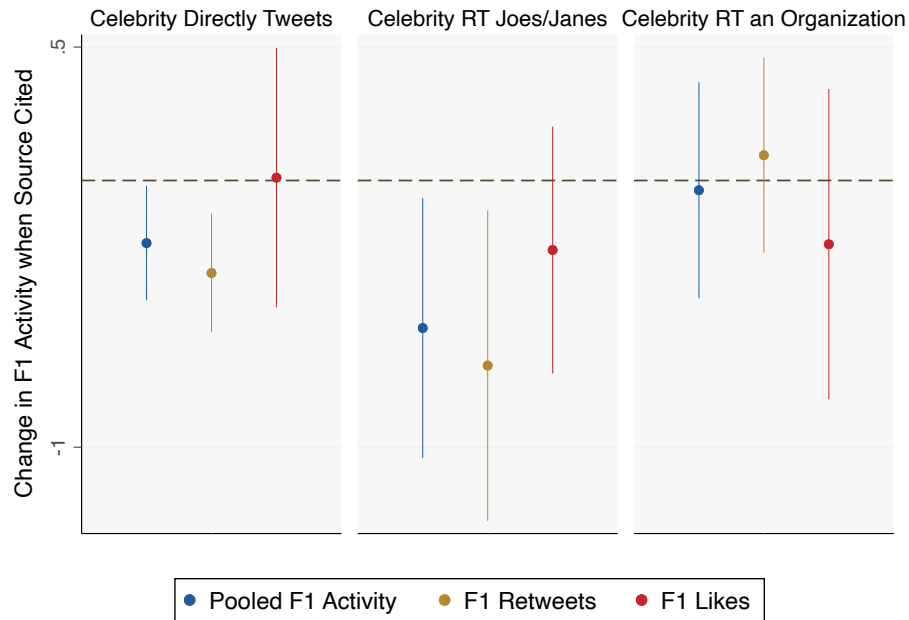 Celebrity Directly Tweets
Celebrity RT Joes/Janes
Celebrity RT an Organization
Change in F1 Activity when Source Cited
.5
-1
Pooled F1 Activity
F1 Retweets
F1 Likes